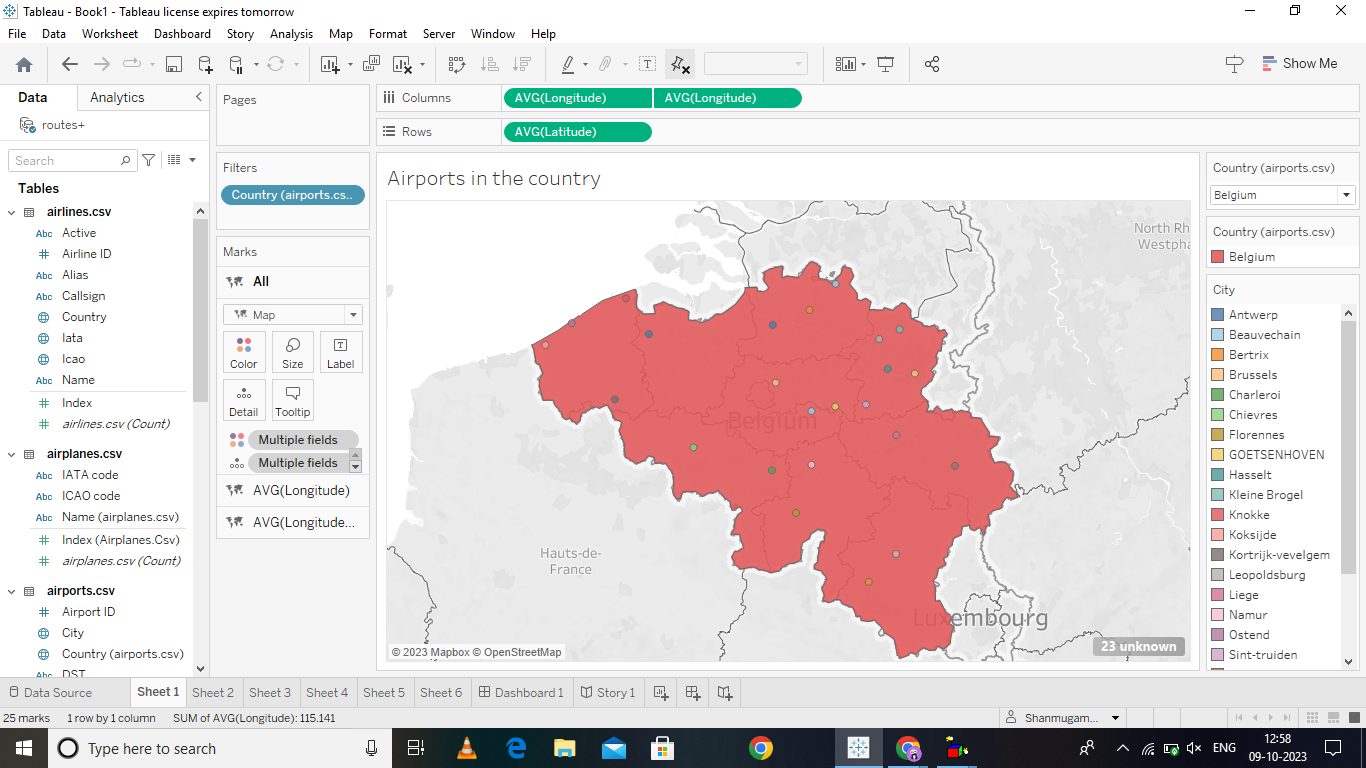 Tableau - Book1 - Tableau license expires tomorrow
File Data Worksheet Dashboard Story Analysis Map Format Server Window Help
Show Me
Data Analytics
routes+
Search
Tables
airlines.csv
Abc Active
Airline ID
Abc Alias
Abc Callsign
Country
Iata
Icao
Abc Name
Index
airlines.csv (Count)
airplanes.csv
Abc IATA code
Abc ICAO code
Abc Name (airplanes.csv)
Index (Airplanes.Csv)
airplanes.csv (Count)
airports.csv
Airport ID
City
Country (airports.csv)
DST
Pages
Filters
Country (airports.cs..
Marks
All
Map
Color Size Label
Detail Tooltip
Multiple fields
Multiple fields
AVG(Longitude)
AVG(Longitude...
Columns AVG(Longitude) AVG(Longitude)
Rows AVG(Latitude)
Airports in the country
North Rh
Westpha
Belgium
Hauts-de-
France
Luxembourg
© 2023 Mapbox © OpenStreetMap
23 unknown
Country (airports.csv)
Belgium
Country (airports.csv)
Belgium
City
Antwerp
Beauvechain
Bertrix
Brussels
Charleroi
Chievres
Florennes
GOETSENHOVEN
Hasselt
Kleine Brogel
Knokke
Koksijde
Kortrijk-vevelgem
Leopoldsburg
Liege
Namur
Ostend
Sint-truiden
Data Source Sheet 1 Sheet 2 Sheet 3 Sheet 4 Sheet 5 Sheet 6 Dashboard 1 Story 1
25 marks 1 row by 1 column SUM of AVG(Longitude): 115.141 Shanmugam...
Type here to search
ENG
12:58
09-10-2023